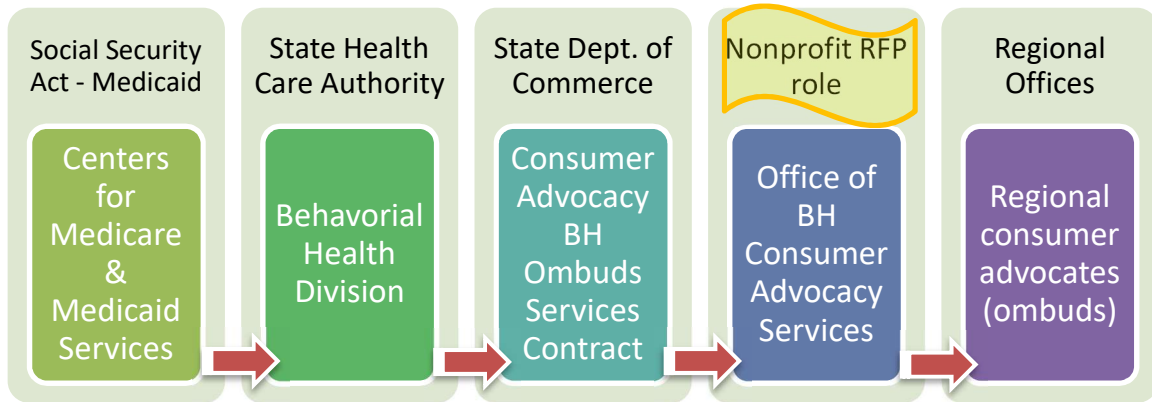 Social Security
Act - Medicaid
Centers
for
Medicare
&
Medicaid
Services
State Health
Care Authority
Behavorial
Health
Division
State Dept. of
Commerce
Consumer
Advocacy
BH
Ombuds
Services
Contract
Nonprofit RFP
role
Office of
BH
Consumer
Advocacy
Services
Regional
Offices
Regional
consumer
advocates
(ombuds)